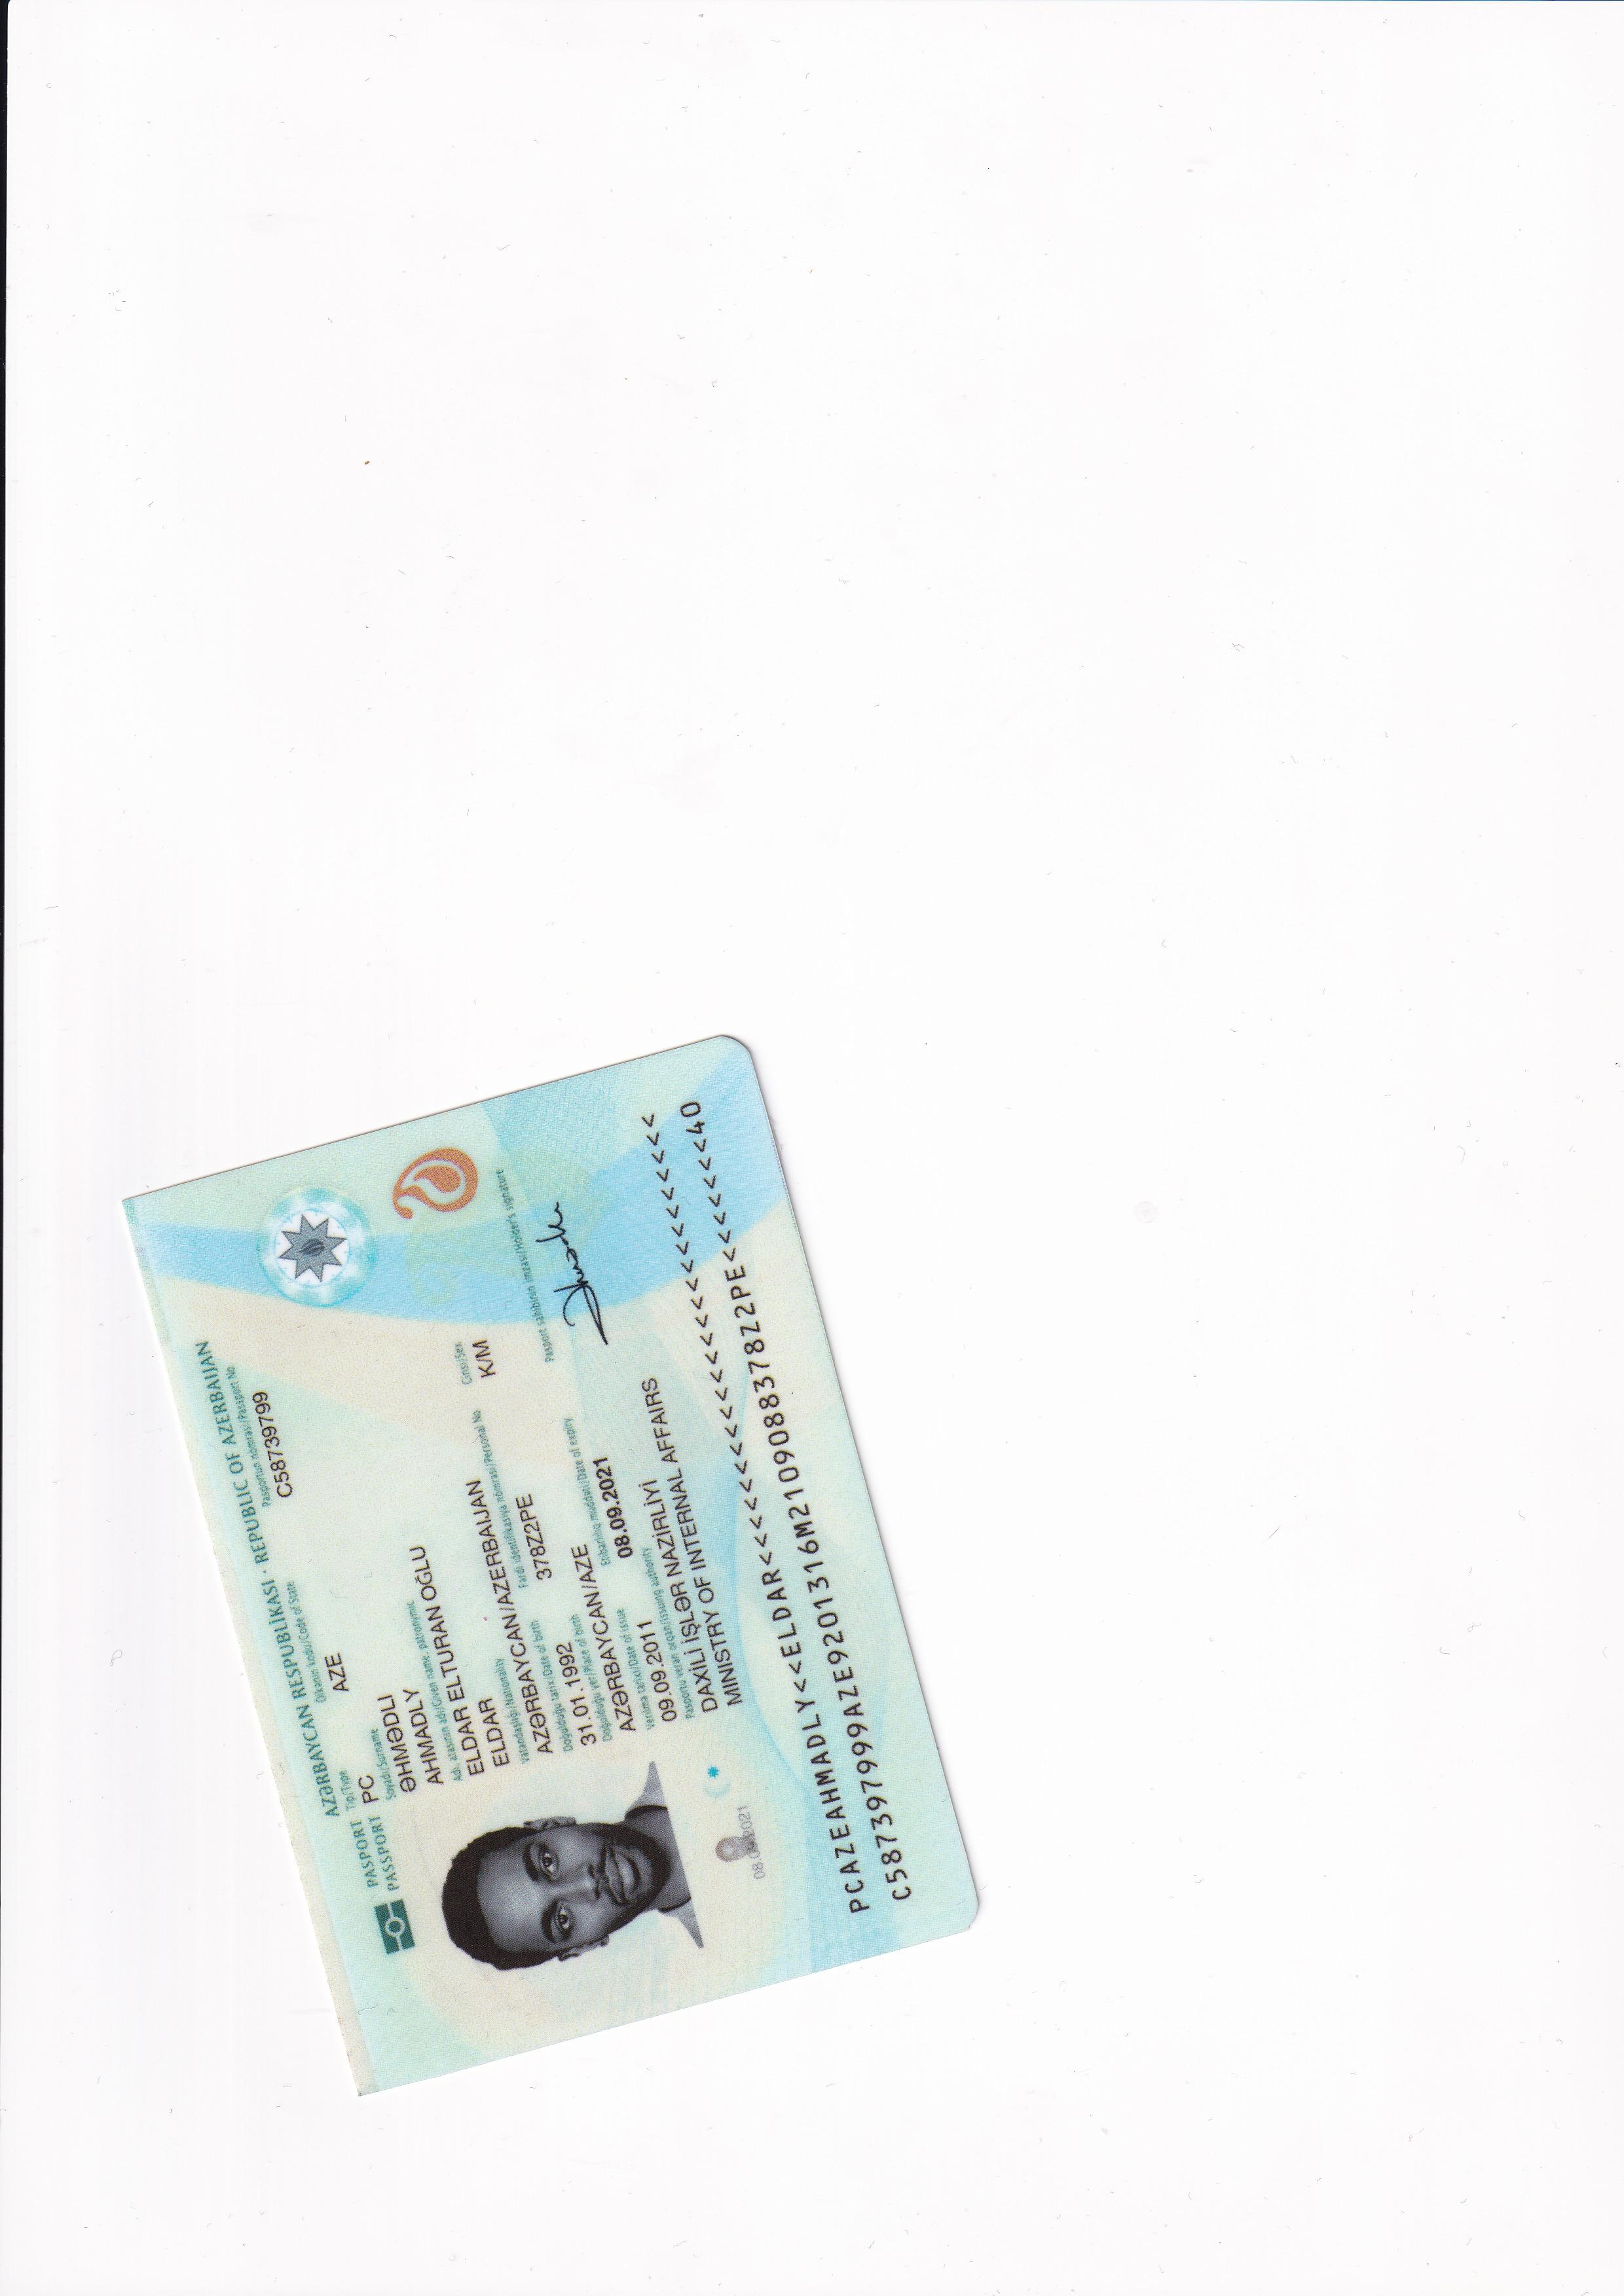 AZƏRBAYCAN RESPUBLİKASI · REPUBLIC OF AZERBAIJAN
PASPORT
PASSPORT
Tip/Type
PC
Ölkənin kodu/Code of State
AZE
Pasportun nömrəsi/Passport No
C58739799
Soyadı/Surname
ƏHMƏDLI
AHMADLY
Adı, atasının adı/Given name, patronymic
ELDAR ELTURAN OĞLU
ELDAR
Vətəndaşlığı/Nationality
AZƏRBAYCAN/AZERBAIJAN
Cinsi/Sex
K/M
Doğulduğu tarix/Date of birth
31.01.1992
Fərdi identifikasiya nömrəsi/Personal No
378Z2PE
Doğulduğu yer/Place of birth
AZƏRBAYCAN/AZE
Pasport sahibinin imzası/Holder's signature
Verilmə tarixi/Date of issue
09.09.2011
Etibarlılıq müddəti/Date of expiry
08.09.2021
Pasportu verən orqan/Issuing authority
DAXİLİ İŞLƏR NAZİRLİYİ
MINISTRY OF INTERNAL AFFAIRS
PCAZEAHMADLY<<ELDAR<<<<<<<<<<<<<<<<<<<<<<<<<
C587397999AZE9201316M2109088378Z2PE<<<<<<<40